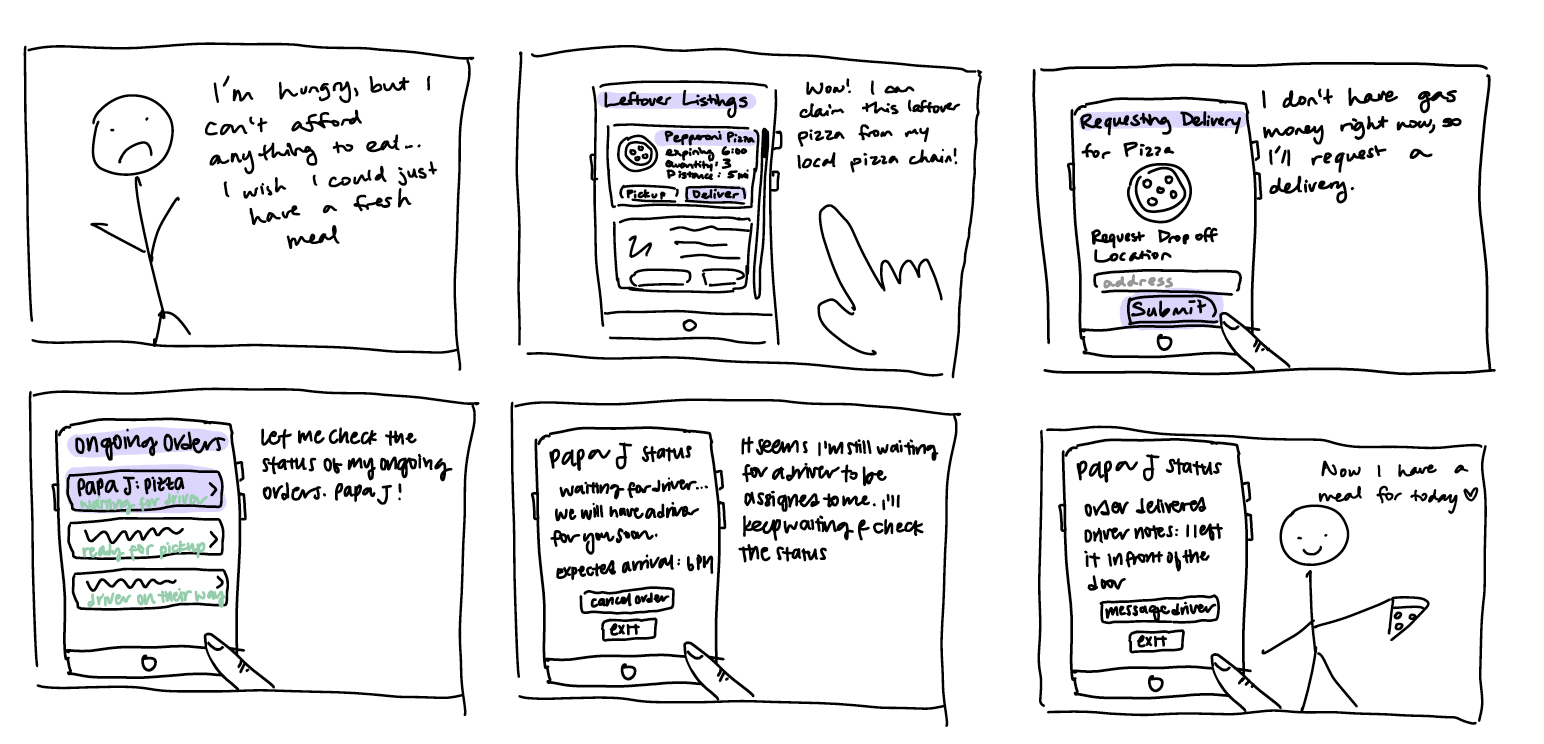 I'm hungry, but I
can't afford
anything to eat...
I wish I could just
have a fresh
meal
Leftover Listings
Pepperoni Pizza
expiring 6:00
Quantity: 3
Distance: 5 mi
Pickup
Deliver
Wow! I can
claim this leftover
pizza from my
local pizza chain!
Requesting Delivery
for Pizza
Request Drop off
Location
address
Submit
I don't have gas
money right now, so
I'll request a
delivery.
ongoing orders
Papa J: pizza
waiting for driver
ready for pickup
driver on their way
Let me check the
status of my ongoing
orders. Papa J!
Papa J status
waiting for driver...
we will have a driver
for you soon.
expected arrival: 6PM
cancel order
exit
It seems I'm still waiting
for a driver to be
assigned to me. I'll
keep waiting & check
the status
Papa J status
order delivered
driver notes: I left
it in front of the
door
message driver
exit
Now I have a
meal for today ♡